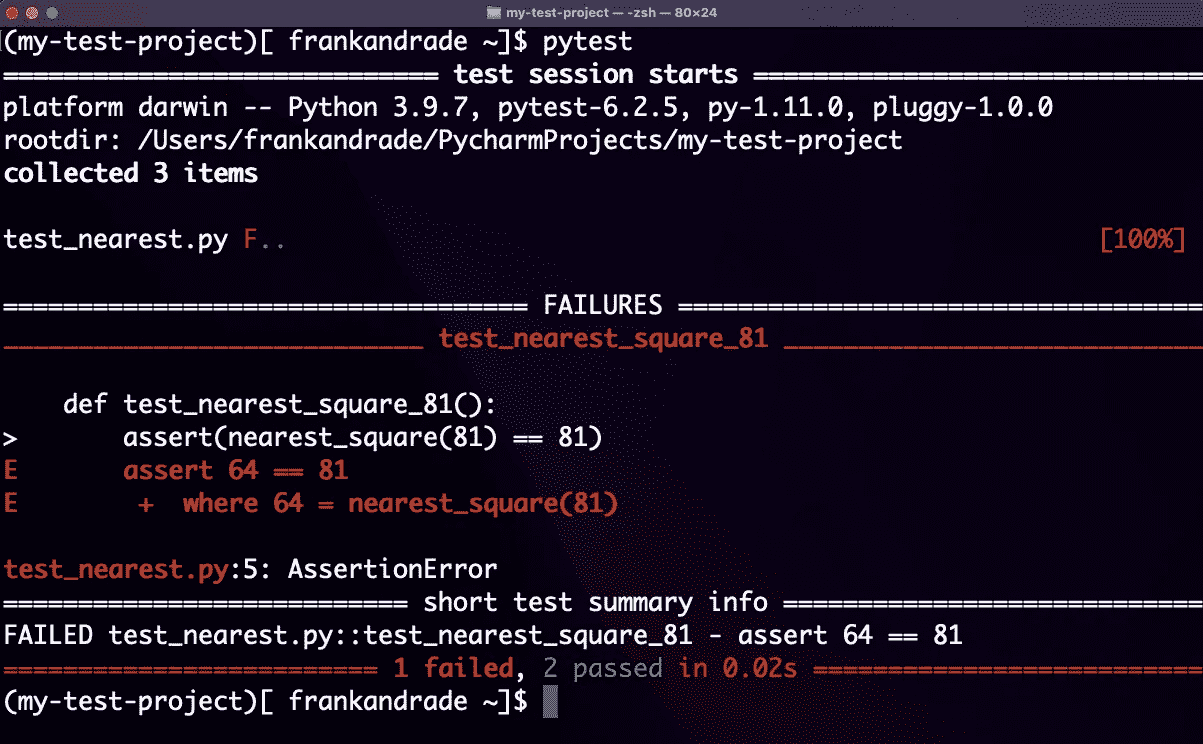 my-test-project — -zsh — 80×24
(my-test-project)[ frankandrade ~]$ pytest
============================= test session starts ==============================
platform darwin -- Python 3.9.7, pytest-6.2.5, py-1.11.0, pluggy-1.0.0
rootdir: /Users/frankandrade/PycharmProjects/my-test-project
collected 3 items
test_nearest.py F.. [100%]
=================================== FAILURES ===================================
____________________________ test_nearest_square_81 ____________________________
    def test_nearest_square_81():
>       assert(nearest_square(81) == 81)
E       assert 64 == 81
E        +  where 64 = nearest_square(81)
test_nearest.py:5: AssertionError
=========================== short test summary info ============================
FAILED test_nearest.py::test_nearest_square_81 - assert 64 == 81
========================= 1 failed, 2 passed in 0.02s ==========================
(my-test-project)[ frankandrade ~]$